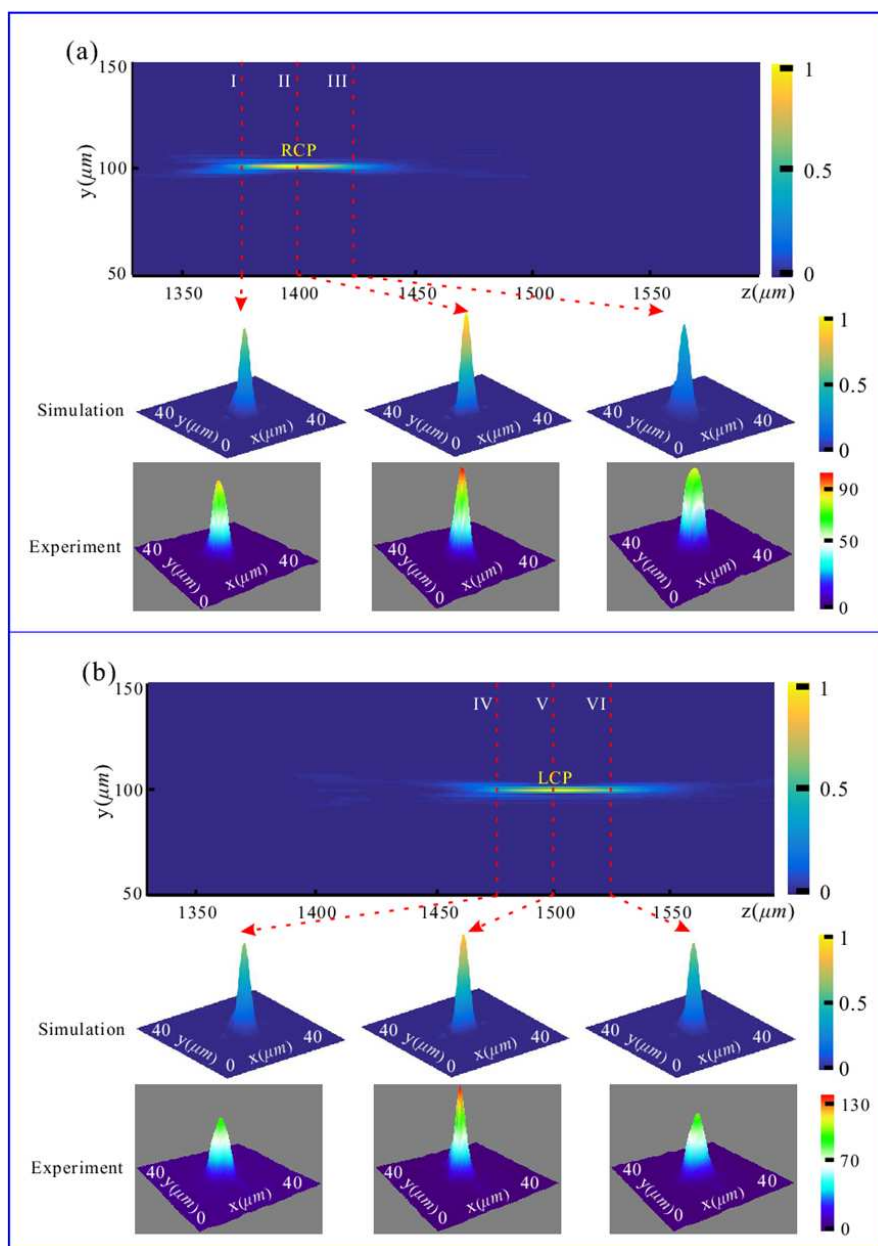 (a)
150
100
50
y(μm)
I II III
RCP
1350 1400 1450 1500 1550 z(μm)
1
0.5
0
Simulation
40 y(μm) 0 x(μm) 40
40 y(μm) 0 x(μm) 40
40 y(μm) 0 x(μm) 40
1
0.5
0
Experiment
40 y(μm) 0 x(μm) 40
40 y(μm) 0 x(μm) 40
40 y(μm) 0 x(μm) 40
90
50
0
(b)
150
100
50
y(μm)
IV V VI
LCP
1350 1400 1450 1500 1550 z(μm)
1
0.5
0
Simulation
40 y(μm) 0 x(μm) 40
40 y(μm) 0 x(μm) 40
40 y(μm) 0 x(μm) 40
1
0.5
0
Experiment
40 y(μm) 0 x(μm) 40
40 y(μm) 0 x(μm) 40
40 y(μm) 0 x(μm) 40
130
70
0